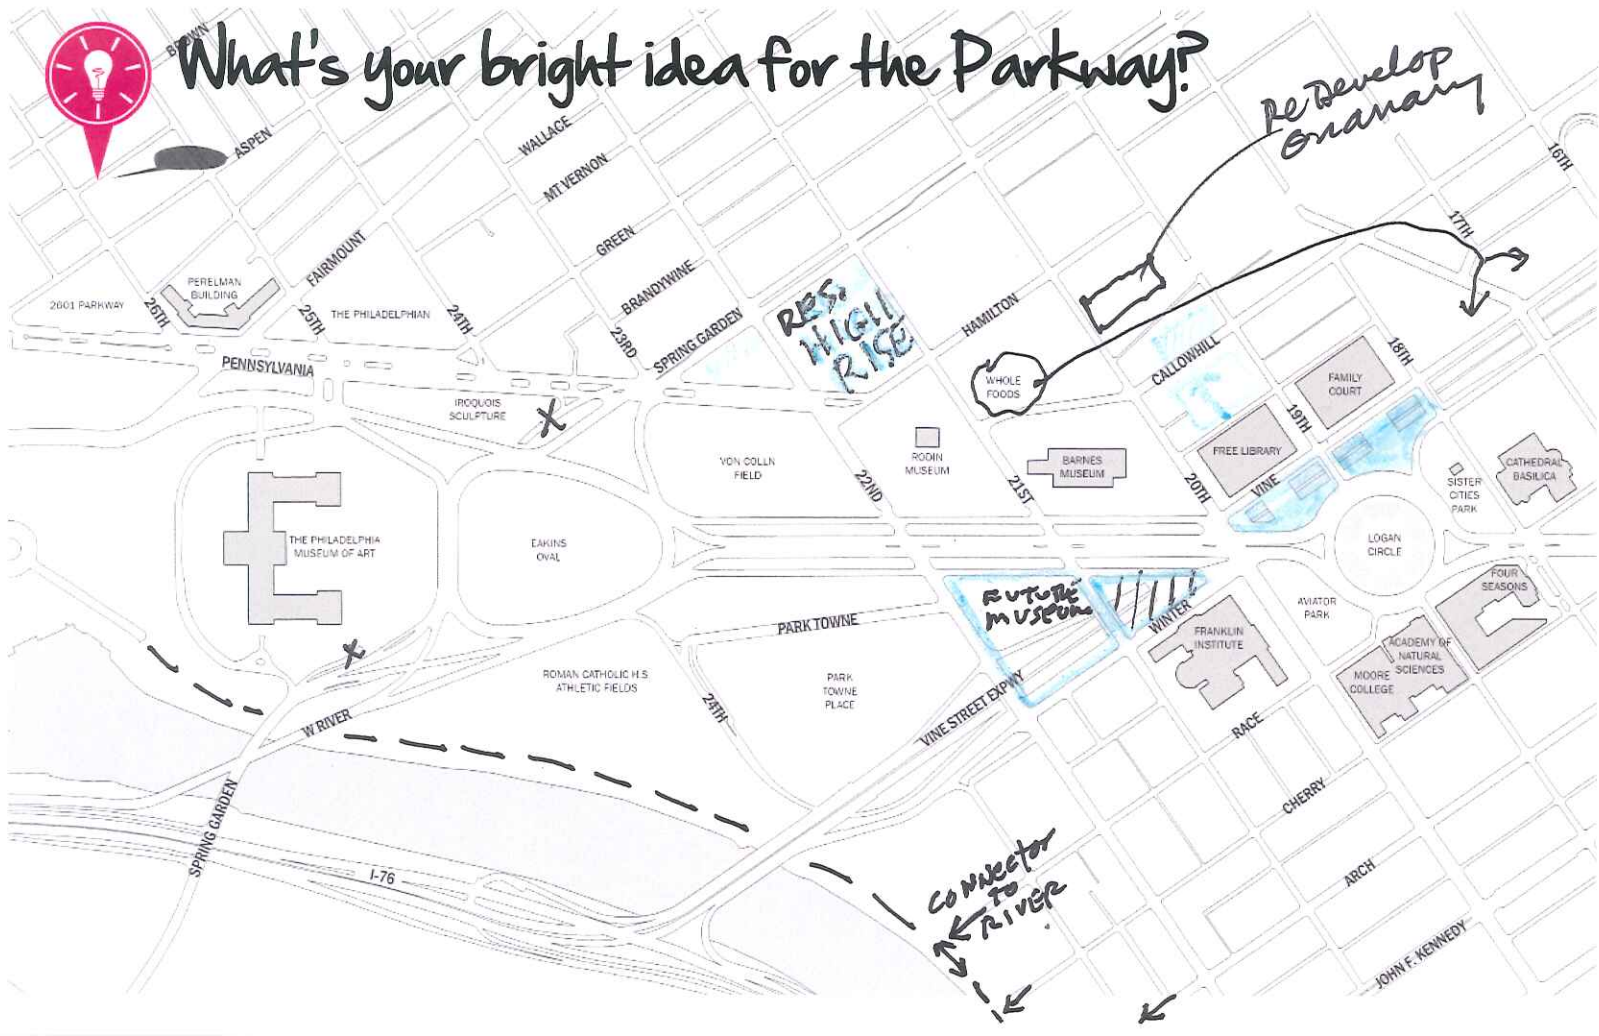 What's your bright idea for the Parkway?
Re Develop
Granary
BROWN
ASPEN
WALLACE
MT VERNON
GREEN
BRANDYWINE
SPRING GARDEN
FAIRMOUNT
16TH
17TH
PERELMAN
BUILDING
2601 PARKWAY
26TH
25TH
THE PHILADELPHIAN
24TH
23RD
RES.
HIGH
RISE
HAMILTON
CALLOWHILL
PENNSYLVANIA
IROQUOIS
SCULPTURE
X
WHOLE
FOODS
FAMILY
COURT
18TH
19TH
VON COLLN
FIELD
RODIN
MUSEUM
22ND
21ST
BARNES
MUSEUM
20TH
FREE LIBRARY
VINE
SISTER
CITIES
PARK
CATHEDRAL
BASILICA
THE PHILADELPHIA
MUSEUM OF ART
EAKINS
OVAL
LOGAN
CIRCLE
FUTURE
MUSEUM
WINTER
FOUR
SEASONS
AVIATOR
PARK
PARK TOWNE
FRANKLIN
INSTITUTE
ACADEMY OF
NATURAL
SCIENCES
MOORE
COLLEGE
X
ROMAN CATHOLIC H.S.
ATHLETIC FIELDS
PARK
TOWNE
PLACE
24TH
VINE STREET EXPWY
W RIVER
RACE
CHERRY
SPRING GARDEN
I-76
ARCH
CONNECTOR
TO
RIVER
JOHN F. KENNEDY